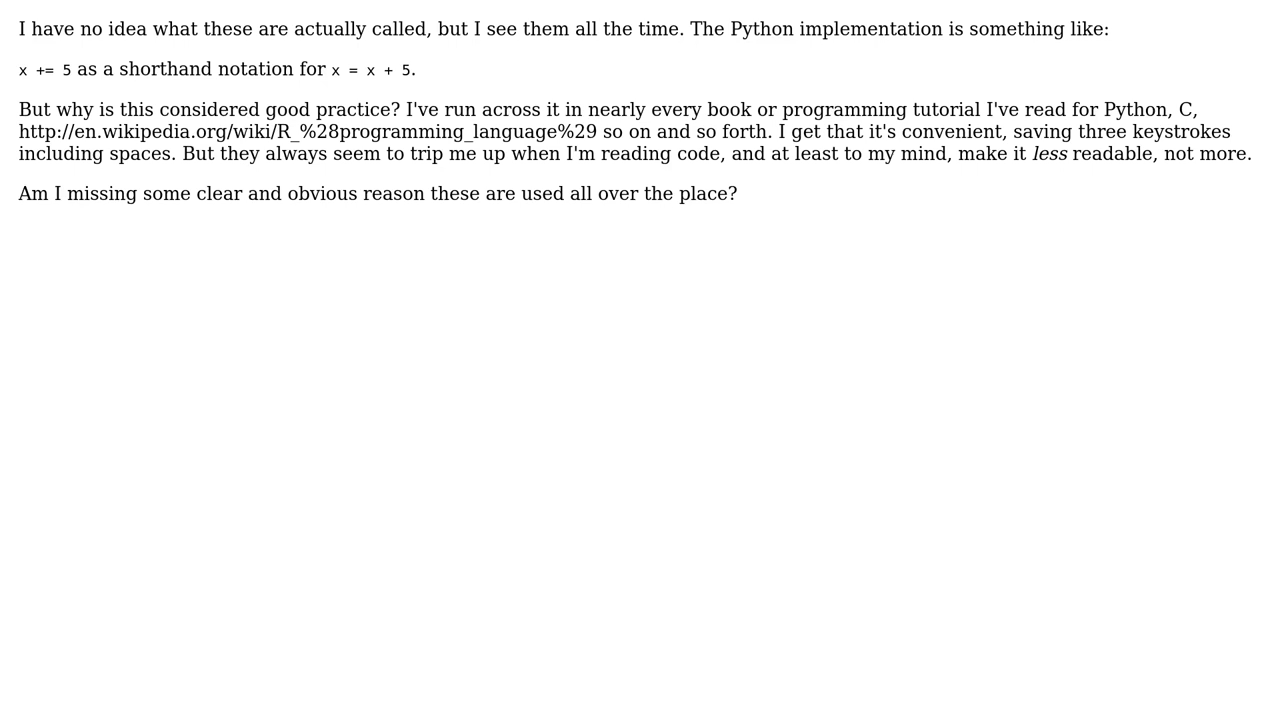 I have no idea what these are actually called, but I see them all the time. The Python implementation is something like:
x += 5 as a shorthand notation for x = x + 5.
But why is this considered good practice? I've run across it in nearly every book or programming tutorial I've read for Python, C,
http://en.wikipedia.org/wiki/R_%28programming_language%29 so on and so forth. I get that it's convenient, saving three keystrokes
including spaces. But they always seem to trip me up when I'm reading code, and at least to my mind, make it less readable, not more.
Am I missing some clear and obvious reason these are used all over the place?